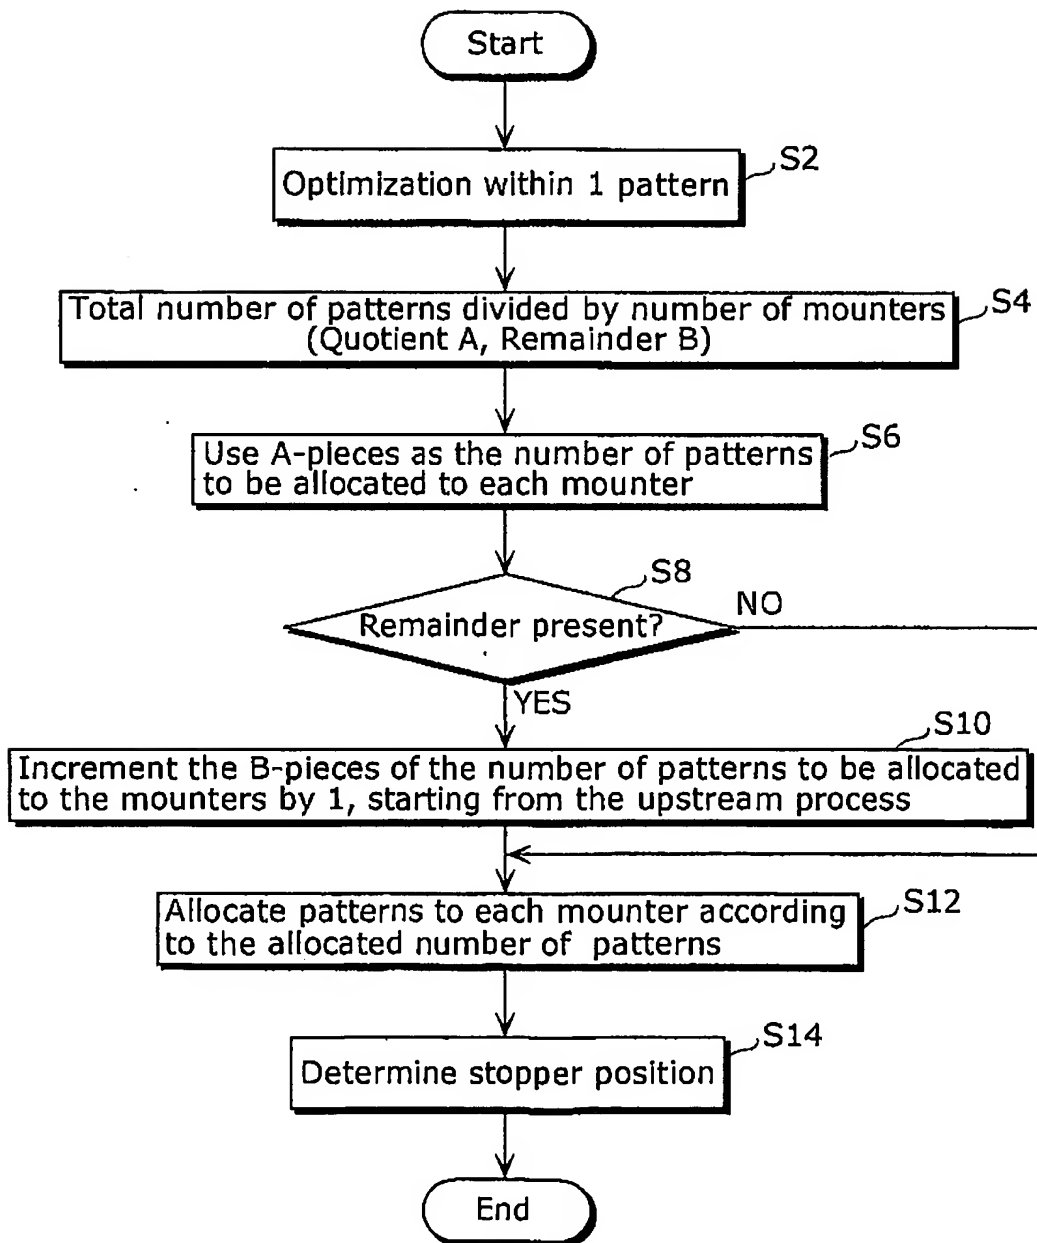 Start
S2
Optimization within 1 pattern
S4
Total number of patterns divided by number of mounters
(Quotient A, Remainder B)
S6
Use A-pieces as the number of patterns
to be allocated to each mounter
S8
Remainder present?
NO
YES
S10
Increment the B-pieces of the number of patterns to be allocated
to the mounters by 1, starting from the upstream process
S12
Allocate patterns to each mounter according
to the allocated number of patterns
S14
Determine stopper position
End